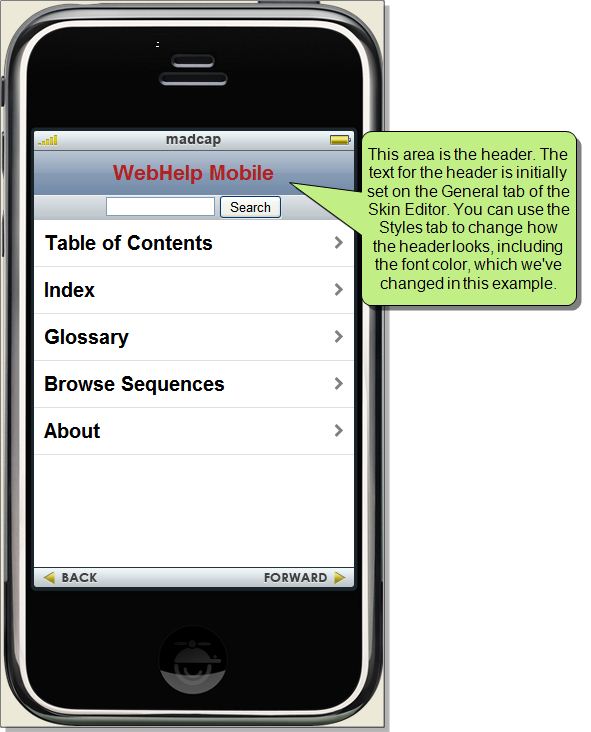 madcap
WebHelp Mobile
Search
Table of Contents
Index
Glossary
Browse Sequences
About
BACK
FORWARD
This area is the header. The
text for the header is initially
set on the General tab of the
Skin Editor. You can use the
Styles tab to change how
the header looks, including
the font color, which we've
changed in this example.